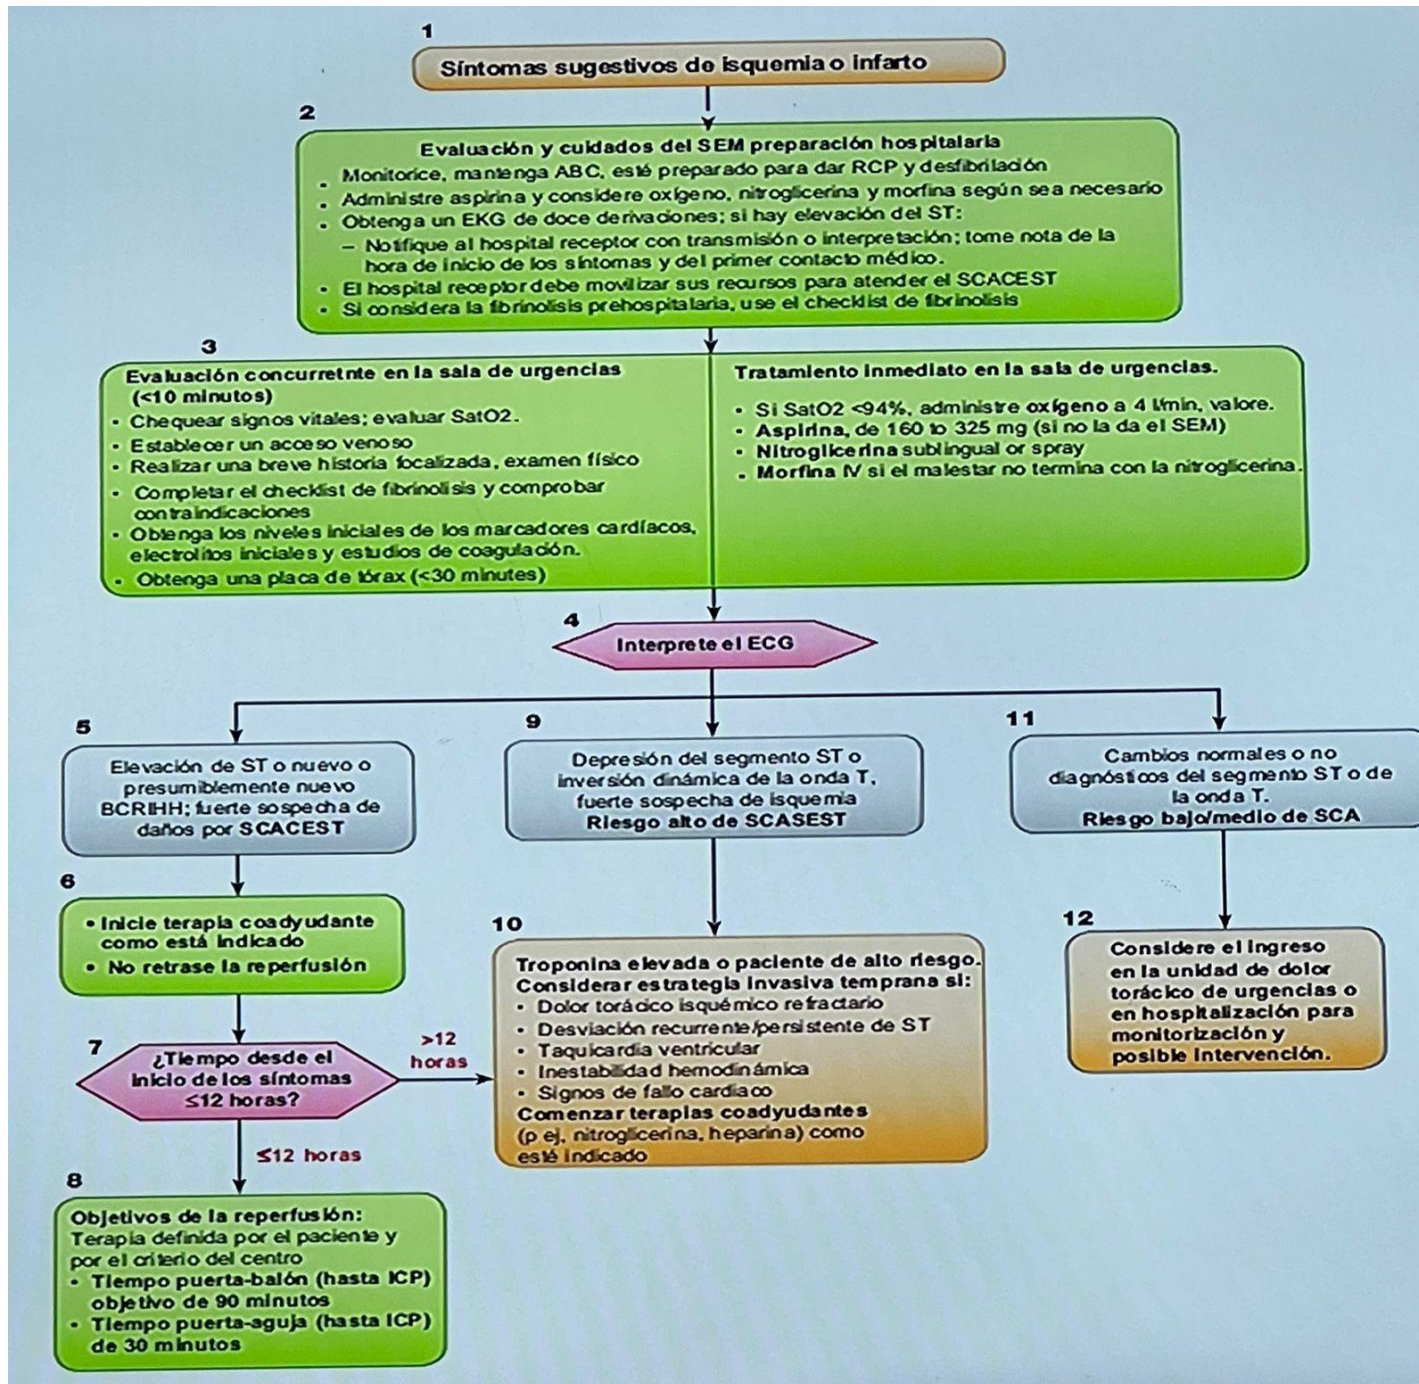 1
Síntomas sugestivos de isquemia o infarto
2
Evaluación y cuidados del SEM preparación hospitalaria
• Monitorice, mantenga ABC, esté preparado para dar RCP y desfibrilación
• Administre aspirina y considere oxígeno, nitroglicerina y morfina según sea necesario
• Obtenga un EKG de doce derivaciones; si hay elevación del ST:
– Notifique al hospital receptor con transmisión o interpretación; tome nota de la
hora de inicio de los síntomas y del primer contacto médico.
• El hospital receptor debe movilizar sus recursos para atender el SCACEST
• Si considera la fibrinolisis prehospitalaria, use el checklist de fibrinolisis
3
Evaluación concurretnte en la sala de urgencias
(<10 minutos)
• Chequear signos vitales; evaluar SatO2.
• Establecer un acceso venoso
• Realizar una breve historia focalizada, examen físico
• Completar el checklist de fibrinolisis y comprobar
contraindicaciones
• Obtenga los niveles iniciales de los marcadores cardíacos,
electrolitos iniciales y estudios de coagulación.
• Obtenga una placa de tórax (<30 minutes)
Tratamiento inmediato en la sala de urgencias.
• Si SatO2 <94%, administre oxígeno a 4 l/min, valore.
• Aspirina, de 160 to 325 mg (si no la da el SEM)
• Nitroglicerina sublingual or spray
• Morfina IV si el malestar no termina con la nitroglicerina.
4
Interprete el ECG
5
Elevación de ST o nuevo o
presumiblemente nuevo
BCRIHH; fuerte sospecha de
daños por SCACEST
6
• Inicie terapia coadyudante
como está indicado
• No retrase la reperfusión
7
¿Tiempo desde el
inicio de los síntomas
≤12 horas?
>12
horas
≤12 horas
8
Objetivos de la reperfusión:
Terapia definida por el paciente y
por el criterio del centro
• Tiempo puerta-balón (hasta ICP)
objetivo de 90 minutos
• Tiempo puerta-aguja (hasta ICP)
de 30 minutos
9
Depresión del segmento ST o
inversión dinámica de la onda T,
fuerte sospecha de isquemia
Riesgo alto de SCASEST
10
Troponina elevada o paciente de alto riesgo.
Considerar estrategia invasiva temprana si:
• Dolor torácico isquémico refractario
• Desviación recurrente/persistente de ST
• Taquicardia ventricular
• Inestabilidad hemodinámica
• Signos de fallo cardiaco
Comenzar terapias coadyudantes
(p ej, nitroglicerina, heparina) como
esté indicado
11
Cambios normales o no
diagnósticos del segmento ST o de
la onda T.
Riesgo bajo/medio de SCA
12
Considere el ingreso
en la unidad de dolor
torácico de urgencias o
en hospitalización para
monitorización y
posible intervención.